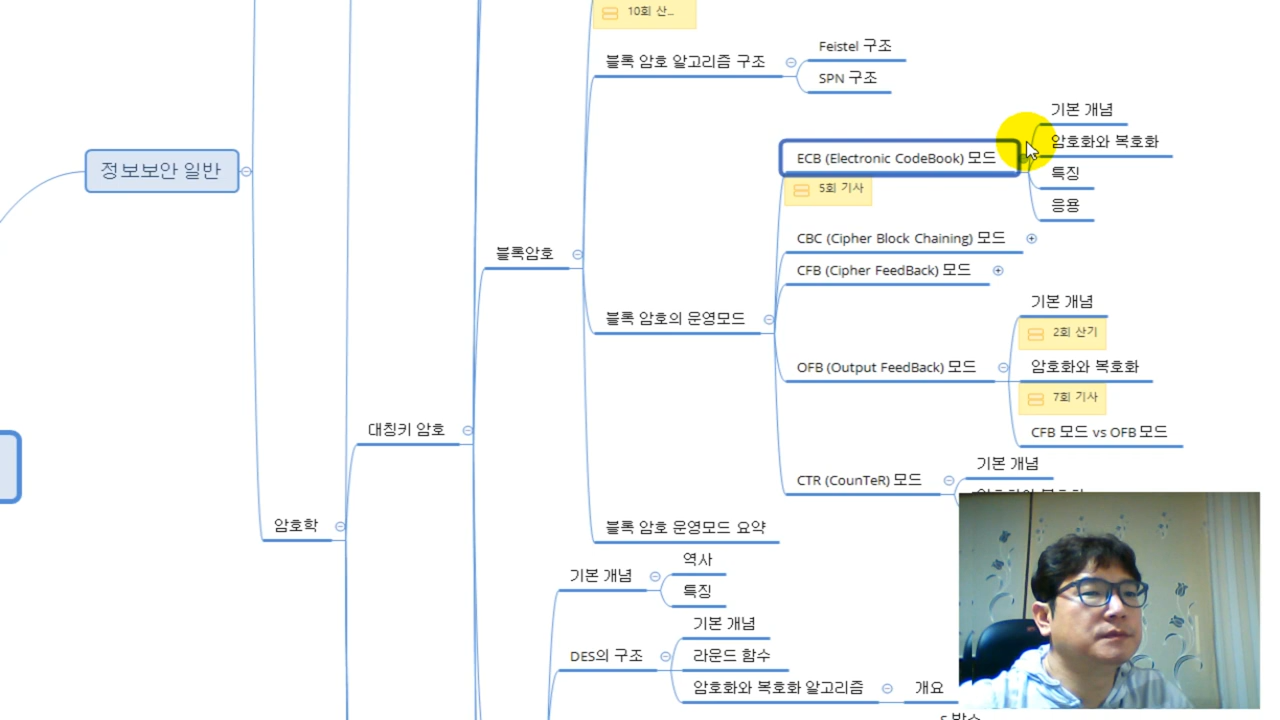 10회 산...
블록 암호 알고리즘 구조
Feistel 구조
SPN 구조
기본 개념
암호화와 복호화
특징
응용
ECB (Electronic CodeBook) 모드
5회 기사
CBC (Cipher Block Chaining) 모드
CFB (Cipher FeedBack) 모드
정보보안 일반
블록암호
블록 암호의 운영모드
기본 개념
2회 산기
암호화와 복호화
7회 기사
CFB 모드 vs OFB 모드
OFB (Output FeedBack) 모드
대칭키 암호
CTR (CounTeR) 모드
기본 개념
암호학
블록 암호 운영모드 요약
기본 개념
역사
특징
DES의 구조
기본 개념
라운드 함수
암호화와 복호화 알고리즘
개요